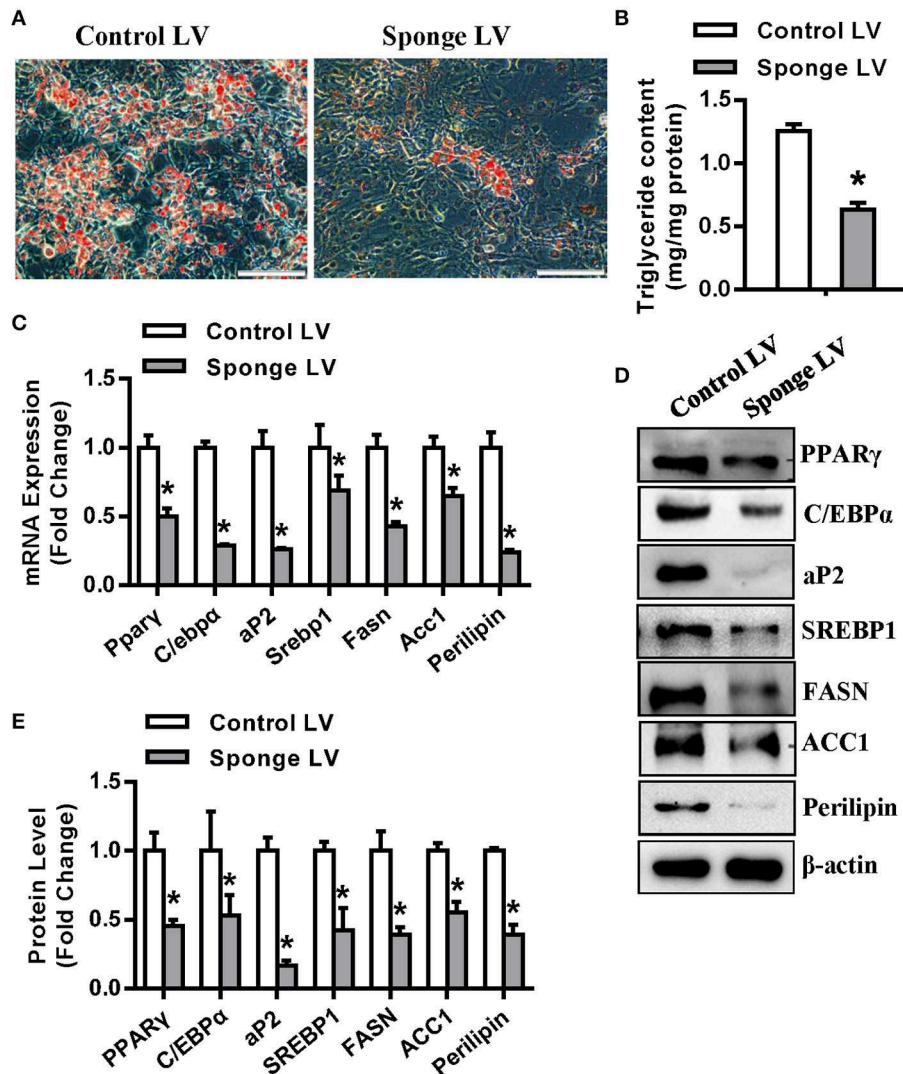 A
Control LV
Sponge LV
B
Control LV
Sponge LV
Triglyceride content
(mg/mg protein)
1.5
1.0
0.5
0.0
*
C
Control LV
Sponge LV
mRNA Expression
(Fold Change)
1.5
1.0
0.5
0.0
* * * * * * *
Pparγ C/ebpα aP2 Srebp1 Fasn Acc1 Perilipin
D
Control LV
Sponge LV
PPARγ
C/EBPα
aP2
SREBP1
FASN
ACC1
Perilipin
β-actin
E
Control LV
Sponge LV
Protein Level
(Fold Change)
1.5
1.0
0.5
0.0
* * * * * * *
PPARγ C/EBPα aP2 SREBP1 FASN ACC1 Perilipin